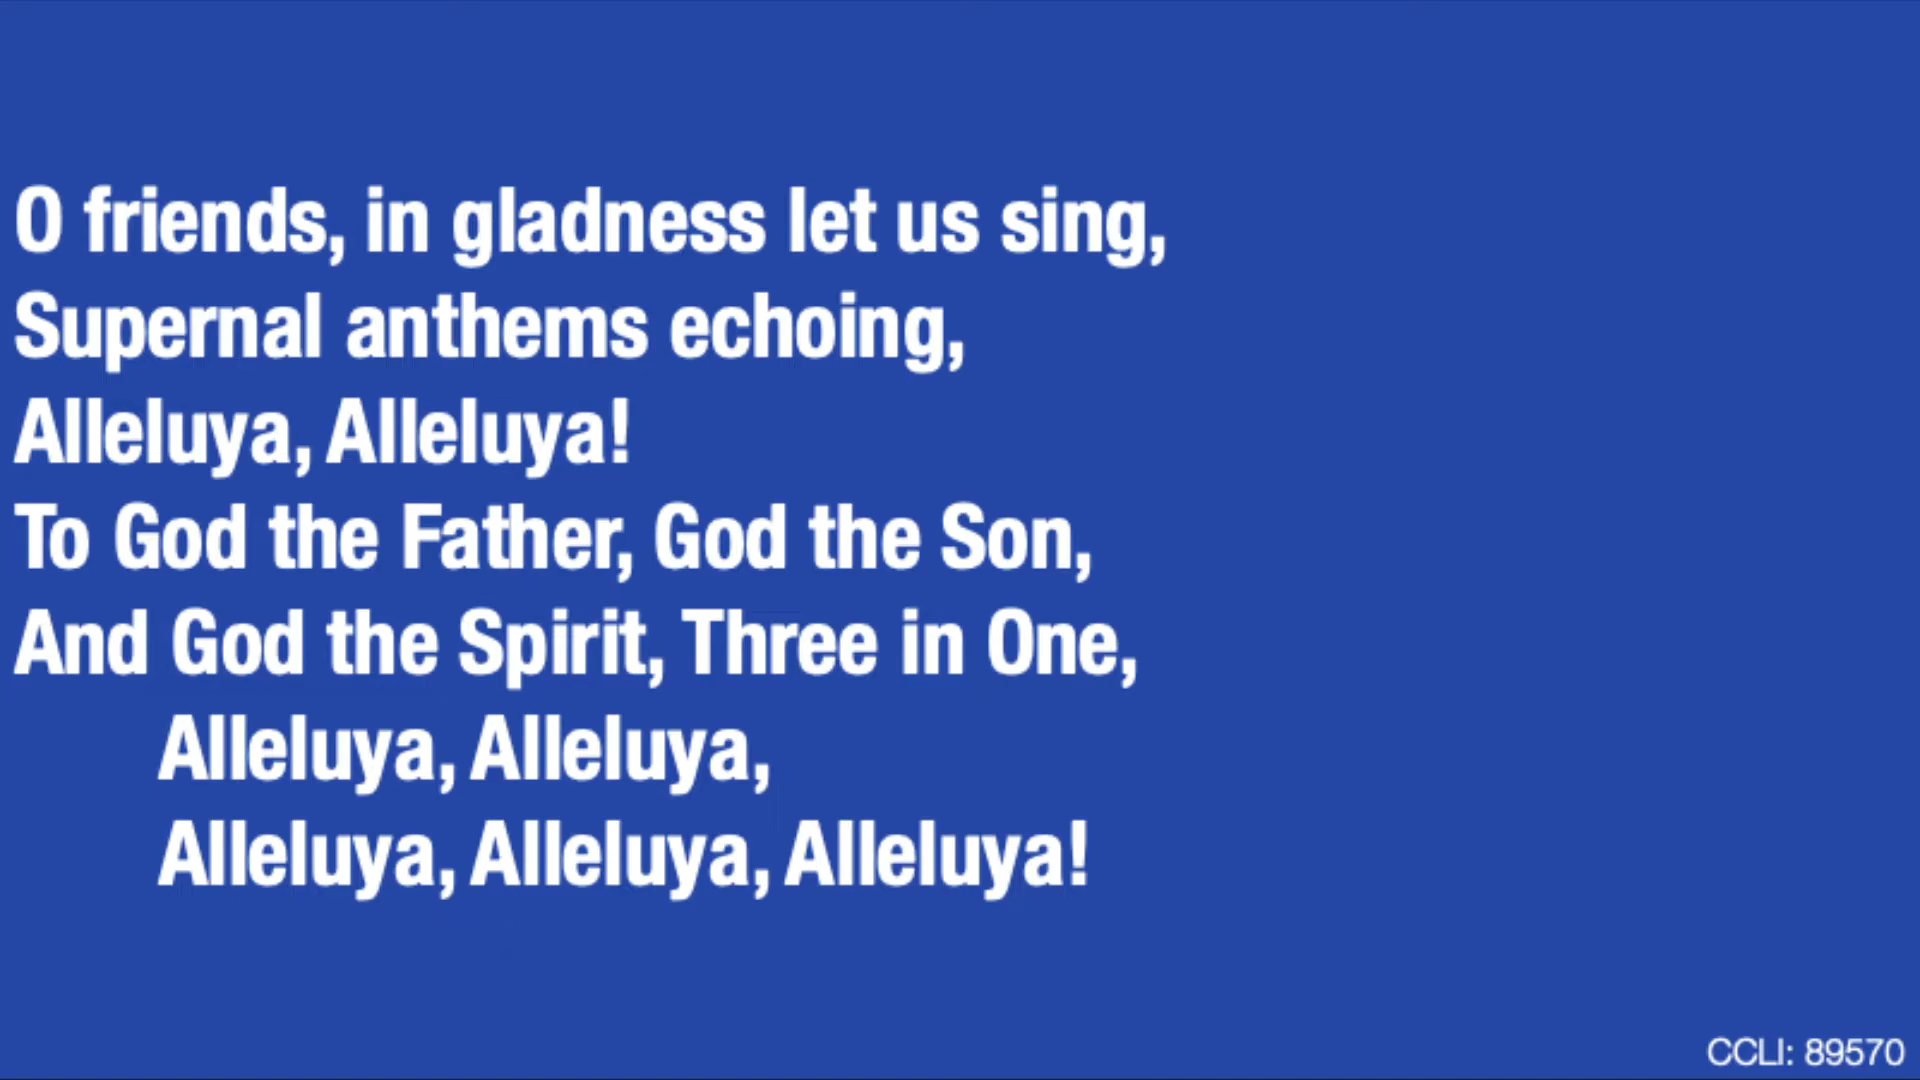 O friends, in gladness let us sing,
Supernal anthems echoing,
Alleluya, Alleluya!
To God the Father, God the Son,
And God the Spirit, Three in One,
Alleluya, Alleluya,
Alleluya, Alleluya, Alleluya!
CCLI: 89570